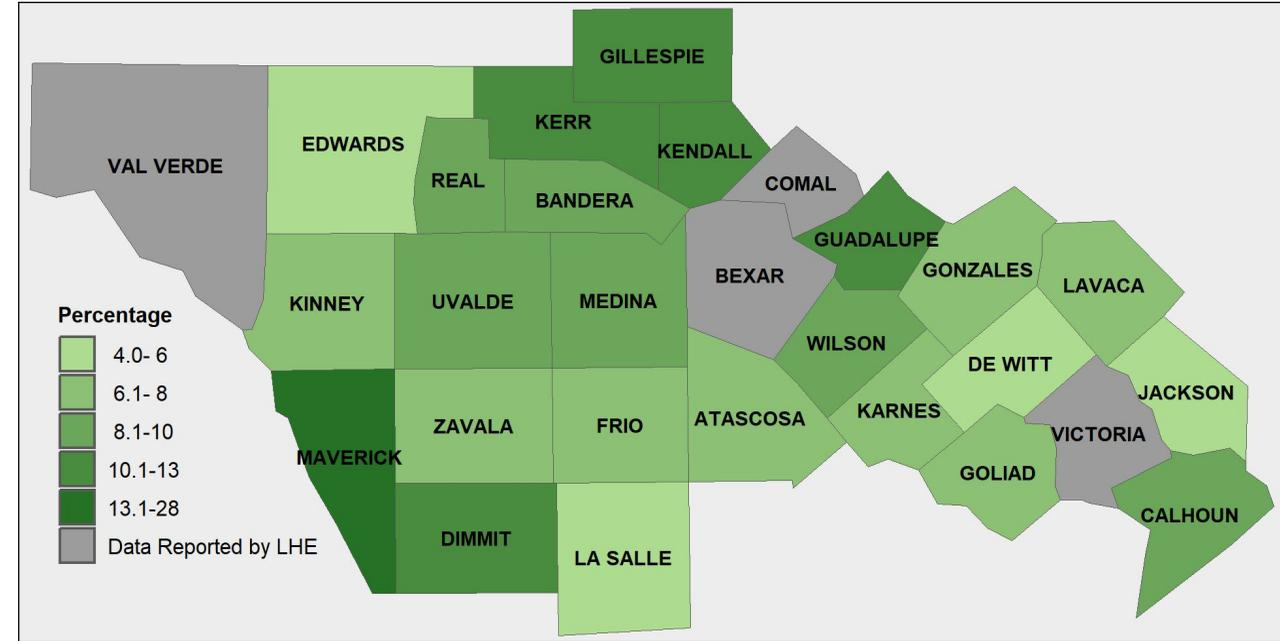 GILLESPIE
KERR
EDWARDS
KENDALL
VAL VERDE
REAL
COMAL
BANDERA
GUADALUPE
GONZALES
BEXAR
LAVACA
KINNEY
UVALDE
MEDINA
Percentage
4.0- 6
6.1- 8
8.1-10
10.1-13
13.1-28
Data Reported by LHE
WILSON
DE WITT
JACKSON
KARNES
ATASCOSA
ZAVALA
FRIO
VICTORIA
MAVERICK
GOLIAD
CALHOUN
DIMMIT
LA SALLE